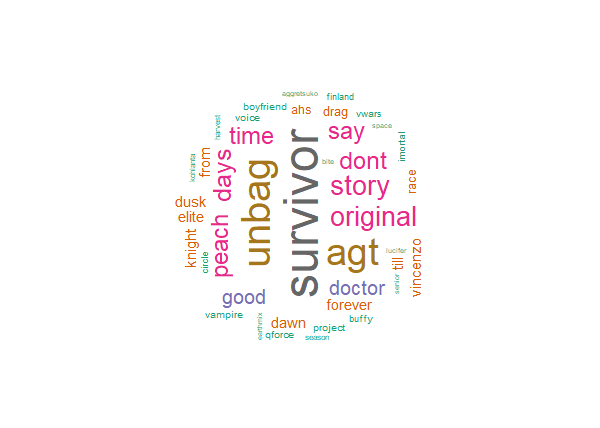 aggretsuko
finland
boyfriend
ahs
drag
vwars
voice
space
harvest
time
say
imortal
survivor
bite
dont
kohlanta
from
days
unbag
story
race
dusk
original
elite
peach
knight
circle
agt
lucifer
till
vincenzo
senior
good
doctor
forever
vampire
dawn
buffy
earthmix
qforce
project
season